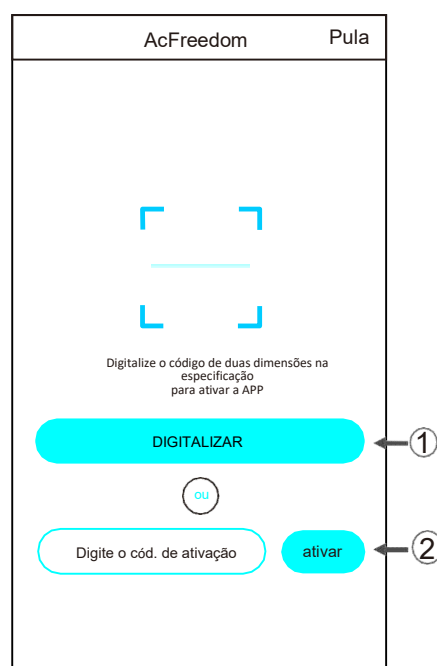 AcFreedom
Pula
Digitalize o código de duas dimensões na
especificação
para ativar a APP
DIGITALIZAR
1
ou
Digite o cód. de ativação
ativar
2